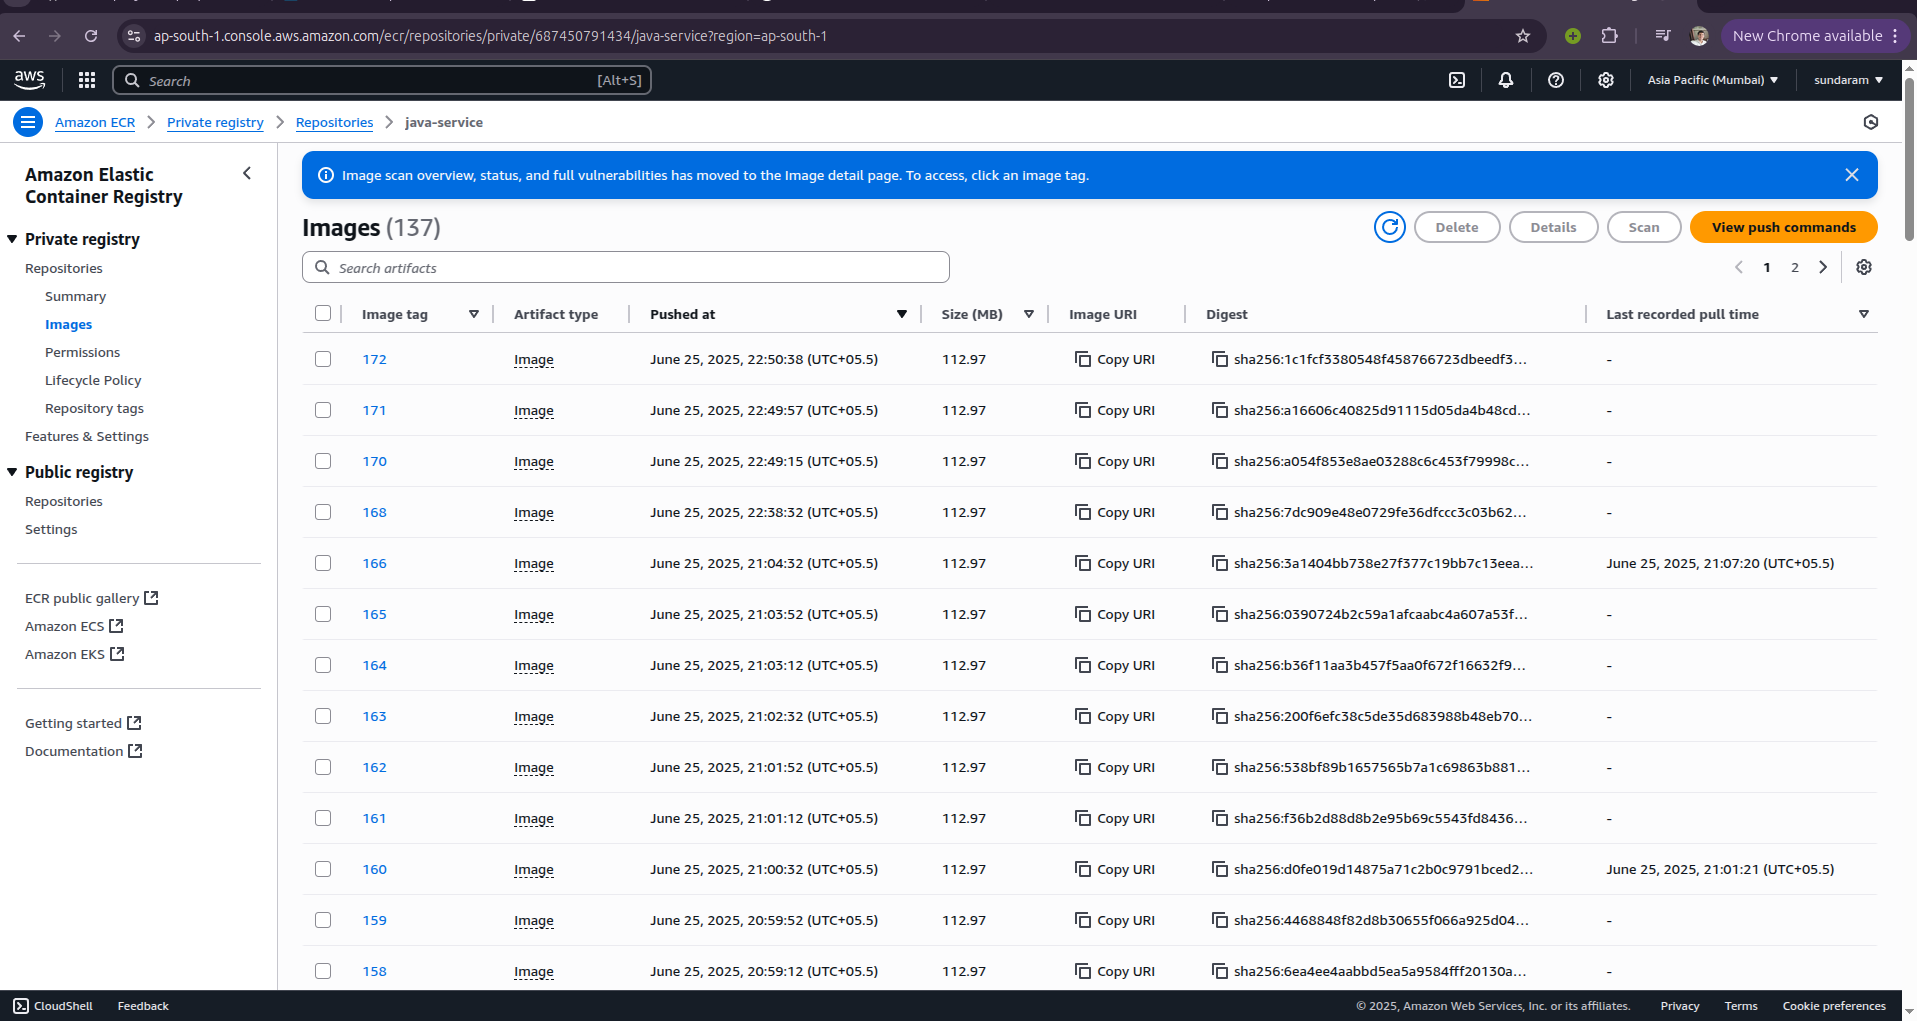 ap-south-1.console.aws.amazon.com/ecr/repositories/private/687450791434/java-service?region=ap-south-1
New Chrome available
aws
Search [Alt+S]
Asia Pacific (Mumbai)
sundaram
Amazon ECR
Private registry
Repositories
java-service
Amazon Elastic
Container Registry
Private registry
Repositories
Summary
Images
Permissions
Lifecycle Policy
Repository tags
Features & Settings
Public registry
Repositories
Settings
ECR public gallery
Amazon ECS
Amazon EKS
Getting started
Documentation
Image scan overview, status, and full vulnerabilities has moved to the Image detail page. To access, click an image tag.
Images (137)
Delete
Details
Scan
View push commands
Search artifacts
1 2
Image tag Artifact type Pushed at Size (MB) Image URI Digest Last recorded pull time
172 Image June 25, 2025, 22:50:38 (UTC+05.5) 112.97 Copy URI sha256:1c1fcf3380548f458766723dbeedf3... -
171 Image June 25, 2025, 22:49:57 (UTC+05.5) 112.97 Copy URI sha256:a16606c40825d91115d05da4b48cd... -
170 Image June 25, 2025, 22:49:15 (UTC+05.5) 112.97 Copy URI sha256:a054f853e8ae03288c6c453f79998c... -
168 Image June 25, 2025, 22:38:32 (UTC+05.5) 112.97 Copy URI sha256:7dc909e48e0729fe36dfccc3c03b62... -
166 Image June 25, 2025, 21:04:32 (UTC+05.5) 112.97 Copy URI sha256:3a1404bb738e27f377c19bb7c13eea... June 25, 2025, 21:07:20 (UTC+05.5)
165 Image June 25, 2025, 21:03:52 (UTC+05.5) 112.97 Copy URI sha256:0390724b2c59a1afcaabc4a607a53f... -
164 Image June 25, 2025, 21:03:12 (UTC+05.5) 112.97 Copy URI sha256:b36f11aa3b457f5aa0f672f16632f9... -
163 Image June 25, 2025, 21:02:32 (UTC+05.5) 112.97 Copy URI sha256:200f6efc38c5de35d683988b48eb70... -
162 Image June 25, 2025, 21:01:52 (UTC+05.5) 112.97 Copy URI sha256:538bf89b1657565b7a1c69863b881... -
161 Image June 25, 2025, 21:01:12 (UTC+05.5) 112.97 Copy URI sha256:f36b2d88d8b2e95b69c5543fd8436... -
160 Image June 25, 2025, 21:00:32 (UTC+05.5) 112.97 Copy URI sha256:d0fe019d14875a71c2b0c9791bced2... June 25, 2025, 21:01:21 (UTC+05.5)
159 Image June 25, 2025, 20:59:52 (UTC+05.5) 112.97 Copy URI sha256:4468848f82d8b30655f066a925d04... -
158 Image June 25, 2025, 20:59:12 (UTC+05.5) 112.97 Copy URI sha256:6ea4ee4aabbd5ea5a9584fff20130a... -
CloudShell
Feedback
© 2025, Amazon Web Services, Inc. or its affiliates.
Privacy
Terms
Cookie preferences